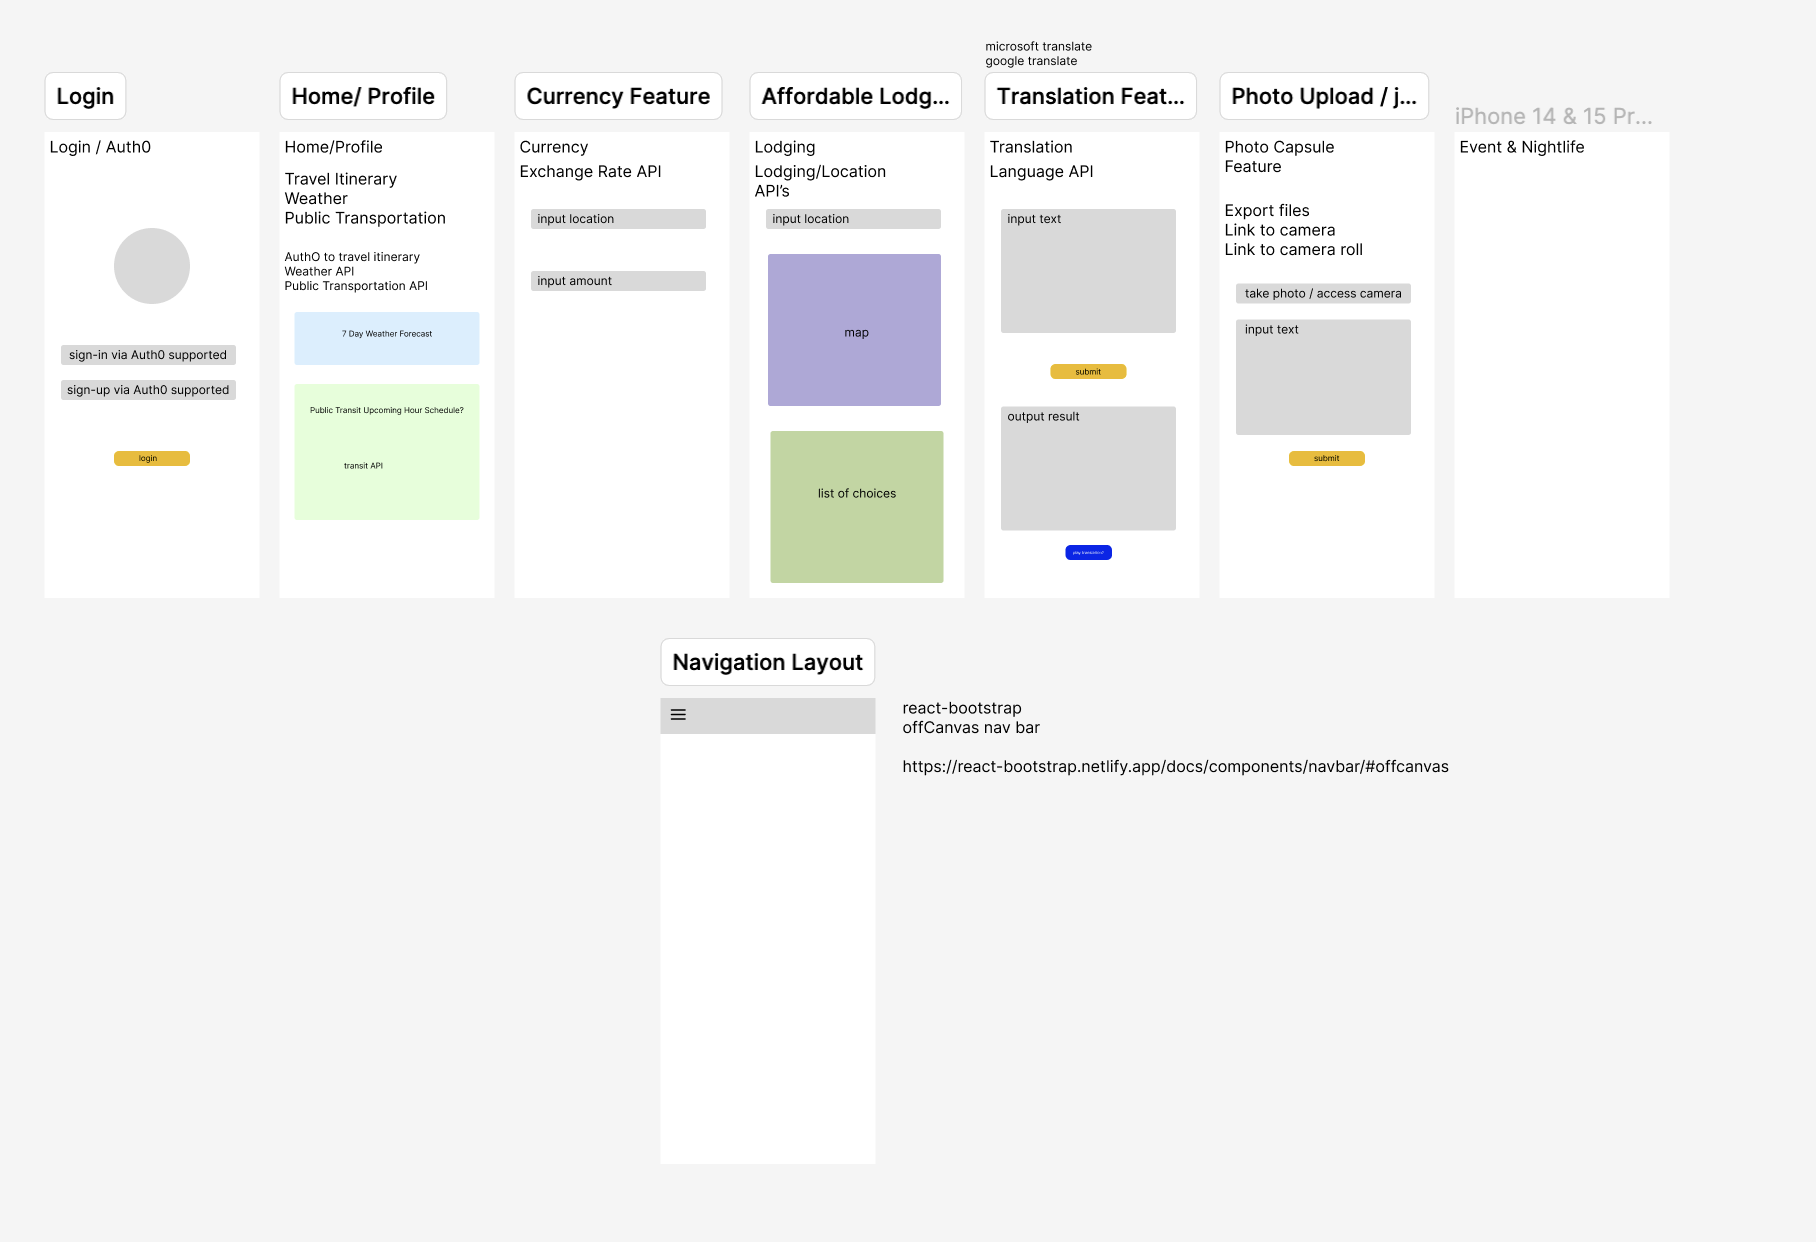 microsoft translate
google translate
Login
Home/ Profile
Currency Feature
Affordable Lodg...
Translation Feat...
Photo Upload / j...
iPhone 14 & 15 Pr...
Login / Auth0
sign-in via Auth0 supported
sign-up via Auth0 supported
login
Home/Profile
Travel Itinerary
Weather
Public Transportation
AuthO to travel itinerary
Weather API
Public Transportation API
7 Day Weather Forecast
Public Transit Upcoming Hour Schedule?
transit API
Currency
Exchange Rate API
input location
input amount
Lodging
Lodging/Location
API's
input location
map
list of choices
Translation
Language API
input text
submit
output result
play translation?
Photo Capsule
Feature
Export files
Link to camera
Link to camera roll
take photo / access camera
input text
submit
Event & Nightlife
Navigation Layout
react-bootstrap
offCanvas nav bar
https://react-bootstrap.netlify.app/docs/components/navbar/#offcanvas